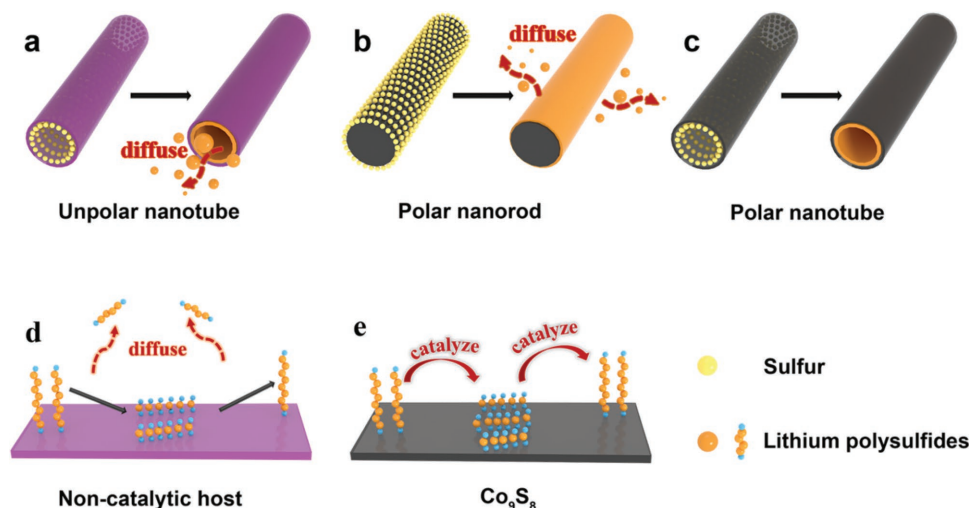 a
b
c
diffuse
diffuse
Unpolar nanotube
Polar nanorod
Polar nanotube
d
e
diffuse
catalyze
catalyze
Sulfur
Lithium polysulfides
Non-catalytic host
Co₉S₈